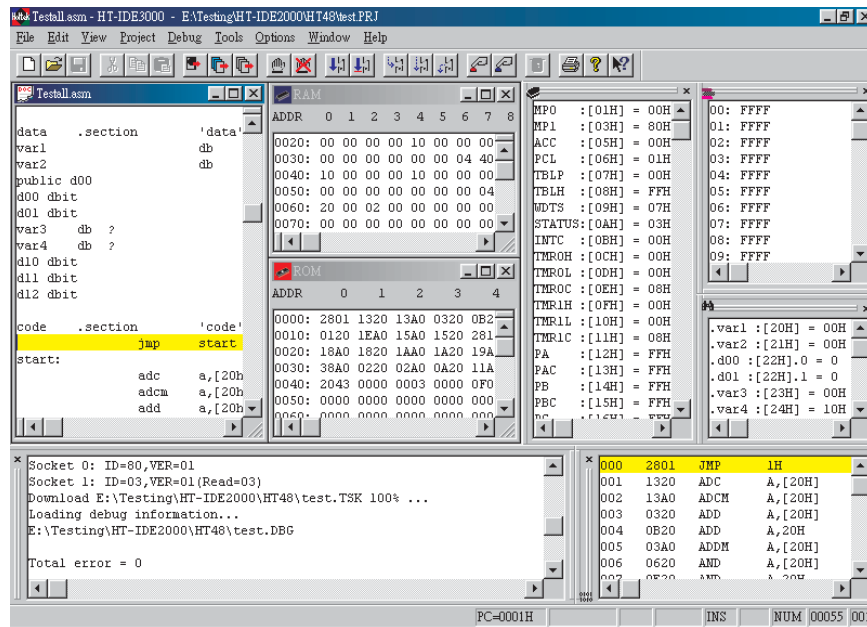 Testall.asm - HT-IDE3000 - E:\Testing\HT-IDE2000\HT48\test.PRJ
File Edit View Project Debug Tools Options Window Help
Testall.asm
data .section 'data'
var1 db
var2 db
public d00
d00 dbit
d01 dbit
var3 db ?
var4 db ?
d10 dbit
d11 dbit
d12 dbit
code .section 'code'
jmp start
start:
adc a,[20h
adcm a,[20h
add a,[20h
RAM
ADDR 0 1 2 3 4 5 6 7 8
0020: 00 00 00 00 10 00 00 00
0030: 00 00 00 00 00 00 04 40
0040: 10 00 00 00 10 00 00 00
0050: 00 00 00 00 00 00 00 04
0060: 20 00 02 00 00 00 00 00
0070: 00 00 00 00 00 00 00 00
ROM
ADDR 0 1 2 3 4
0000: 2801 1320 13A0 0320 0B2
0010: 0120 1EA0 15A0 1520 281
0020: 18A0 1820 1AA0 1A20 19A
0030: 38A0 0220 02A0 0A20 11A
0040: 2043 0000 0003 0000 0F0
0050: 0000 0000 0000 0000 000
0060: 0000 0000 0000 0000 000
MP0 :[01H] = 00H
MP1 :[03H] = 80H
ACC :[05H] = 00H
PCL :[06H] = 01H
TBLP :[07H] = 00H
TBLH :[08H] = FFH
WDTS :[09H] = 07H
STATUS:[0AH] = 03H
INTC :[0BH] = 00H
TMR0H :[0CH] = 00H
TMR0L :[0DH] = 00H
TMR0C :[0EH] = 08H
TMR1H :[0FH] = 00H
TMR1L :[10H] = 00H
TMR1C :[11H] = 08H
PA :[12H] = FFH
PAC :[13H] = FFH
PB :[14H] = FFH
PBC :[15H] = FFH
PC :[16H] = FFH
00: FFFF
01: FFFF
02: FFFF
03: FFFF
04: FFFF
05: FFFF
06: FFFF
07: FFFF
08: FFFF
09: FFFF
.var1 :[20H] = 00H
.var2 :[21H] = 00H
.d00 :[22H].0 = 0
.d01 :[22H].1 = 0
.var3 :[23H] = 00H
.var4 :[24H] = 10H
Socket 0: ID=80,VER=01
Socket 1: ID=03,VER=01(Read=03)
Download E:\Testing\HT-IDE2000\HT48\test.TSK 100% ...
Loading debug information...
E:\Testing\HT-IDE2000\HT48\test.DBG
Total error = 0
000 2801 JMP 1H
001 1320 ADC A,[20H]
002 13A0 ADCM A,[20H]
003 0320 ADD A,[20H]
004 0B20 ADD A,20H
005 03A0 ADDM A,[20H]
006 0620 AND A,[20H]
007 0E20 AND A,20H
PC=0001H INS NUM 00055 00